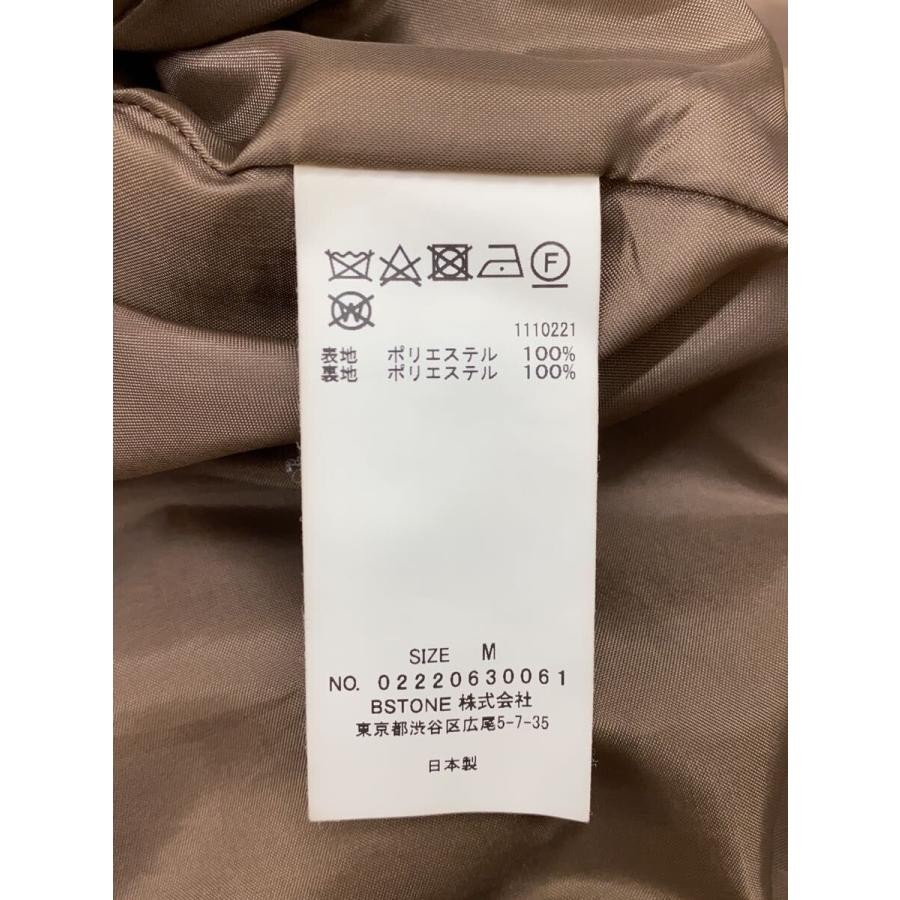 F
W
1110221
表地 ポリエステル 100%
裏地 ポリエステル 100%
SIZE M
NO. 02220630061
BSTONE 株式会社
東京都渋谷区広尾5-7-35
日本製